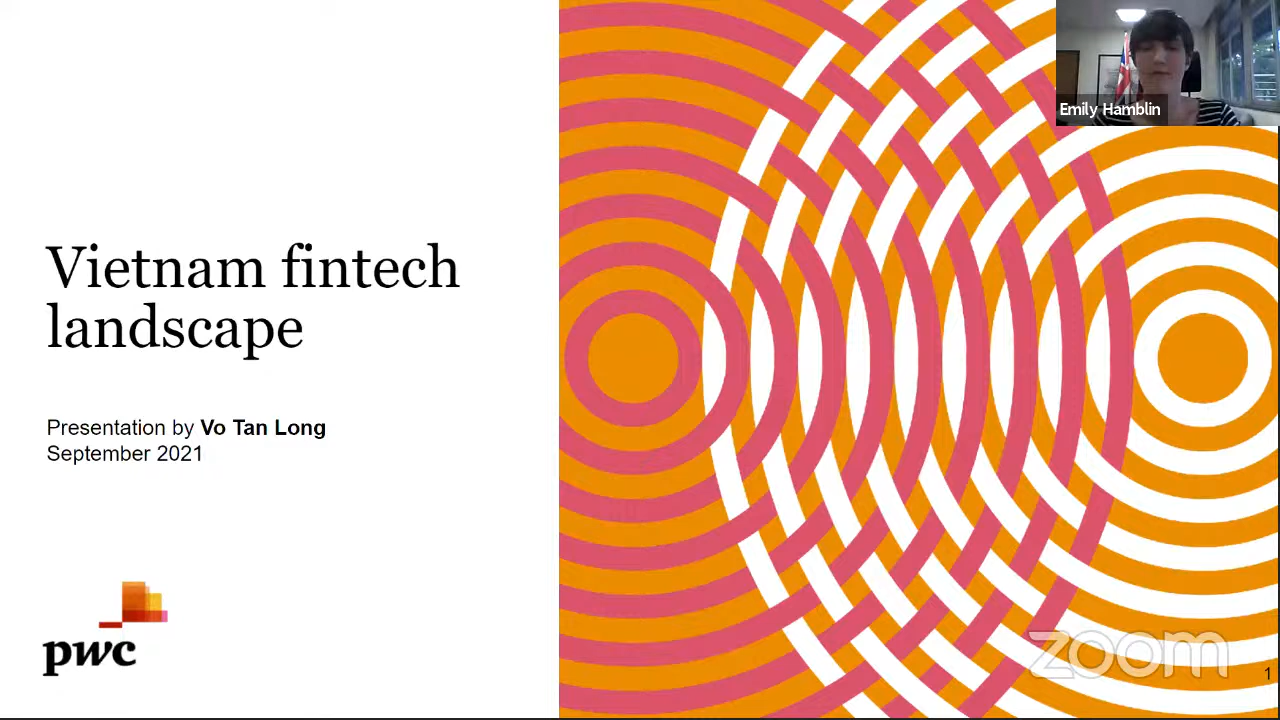 Emily Hamblin
Vietnam fintech
landscape
Presentation by Vo Tan Long
September 2021
pwc
zoom
1